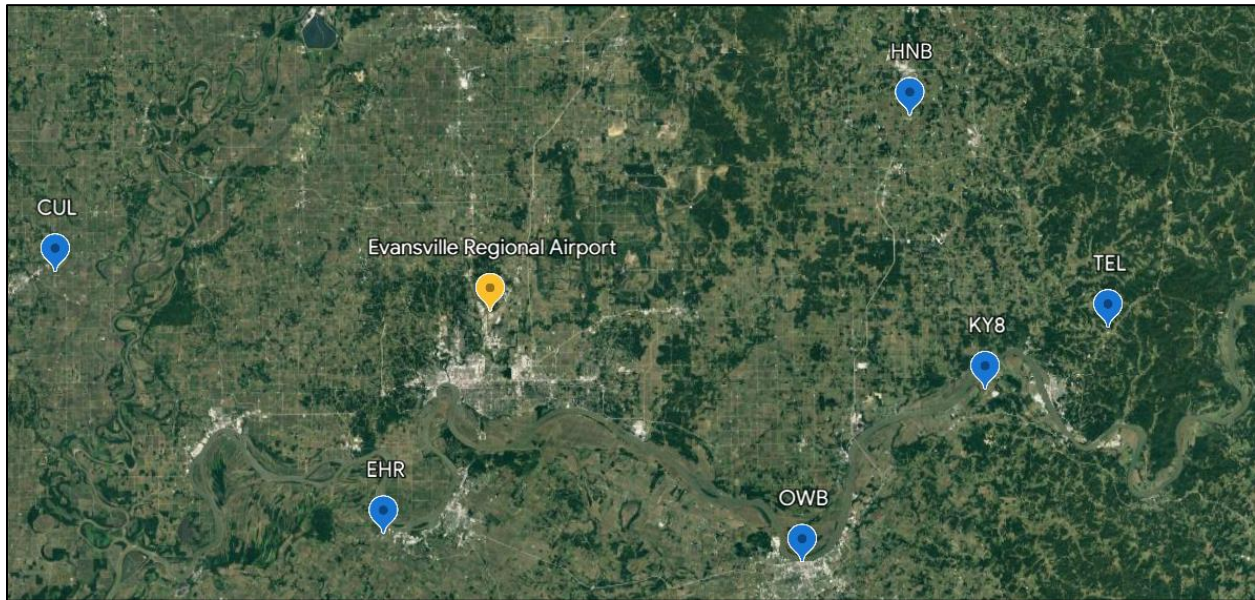 HNB
CUL
Evansville Regional Airport
TEL
KY8
EHR
OWB